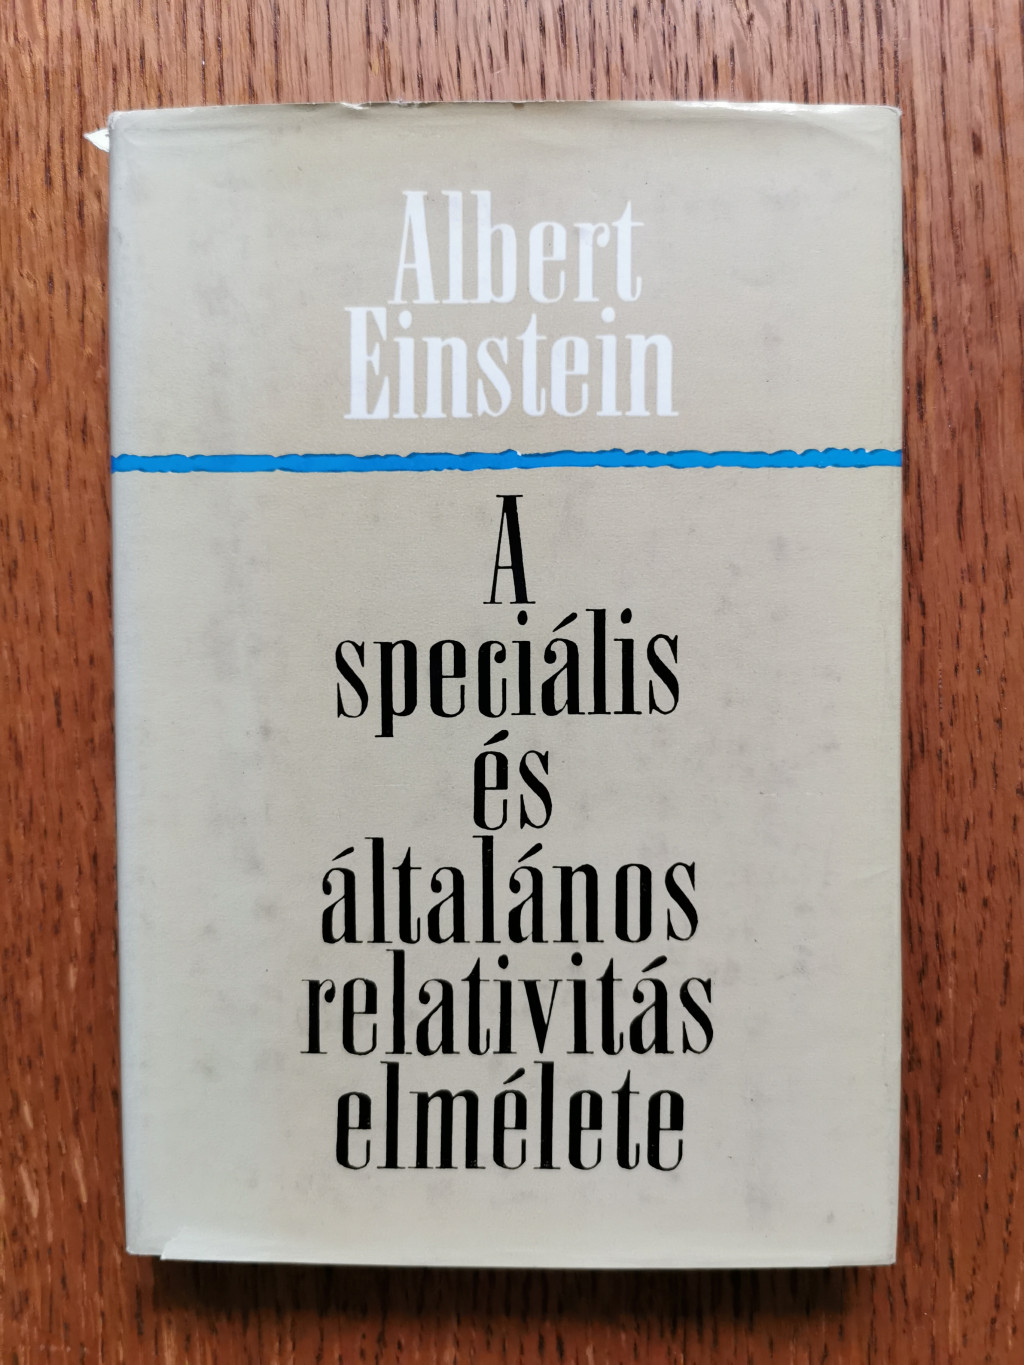 Albert
Einstein
A
speciális
és
általános
relativitás
elmélete